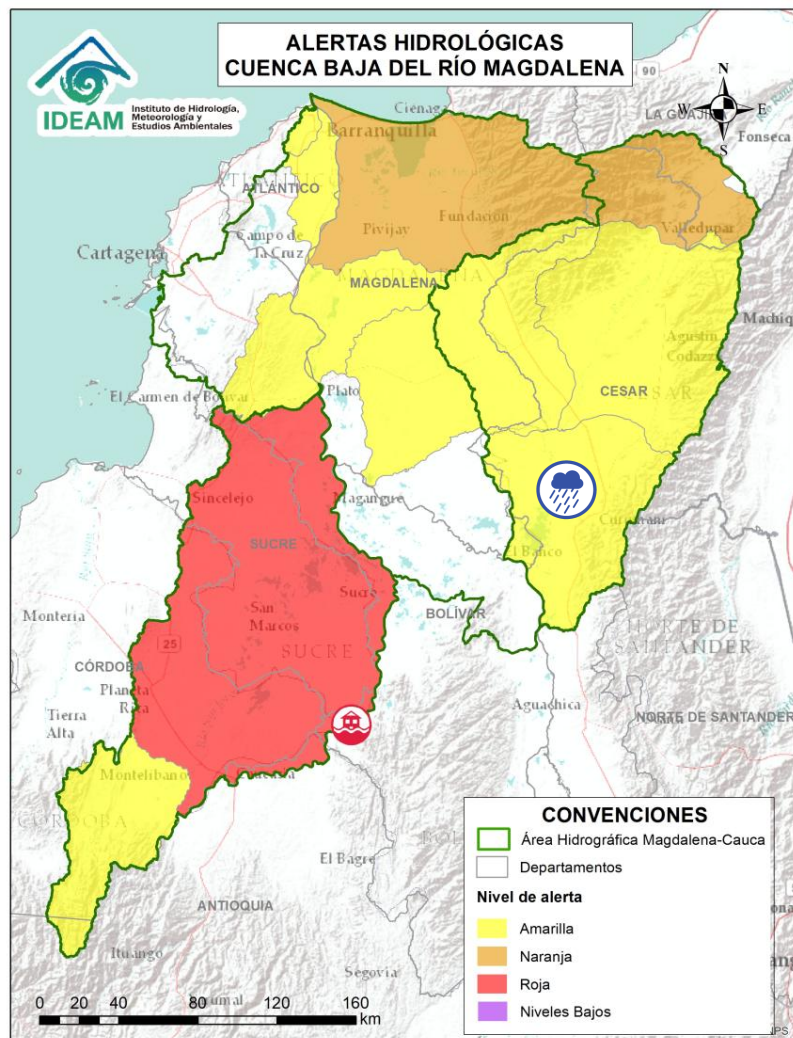 ALERTAS HIDROLÓGICAS
CUENCA BAJA DEL RÍO MAGDALENA
IDEAM
Instituto de Hidrología,
Meteorología y
Estudios Ambientales
90
N
W
E
S
LA GUAJIRA
Fonseca
Ciénaga
Barranquilla
ATLÁNTICO
Pivijay
Fundación
Valledupar
Cartagena
Campo de
la Cruz
MAGDALENA
Agustín
Codazzi
CESAR
El Carmen de Bolívar
Plato
Sincelejo
Magangue
SUCRE
El Banco
Sucre
San
Marcos
SUCRE
BOLÍVAR
Montería
25
CÓRDOBA
Planeta
Rica
Tierra
Alta
Aguachica
NORTE DE
SANTANDER
NORTE DE SANTANDER
Montelibano
CÓRDOBA
El Bagre
ANTIOQUIA
Ituango
Segovia
0 20 40 80 120 160
km
CONVENCIONES
Área Hidrográfica Magdalena-Cauca
Departamentos
Nivel de alerta
Amarilla
Naranja
Roja
Niveles Bajos